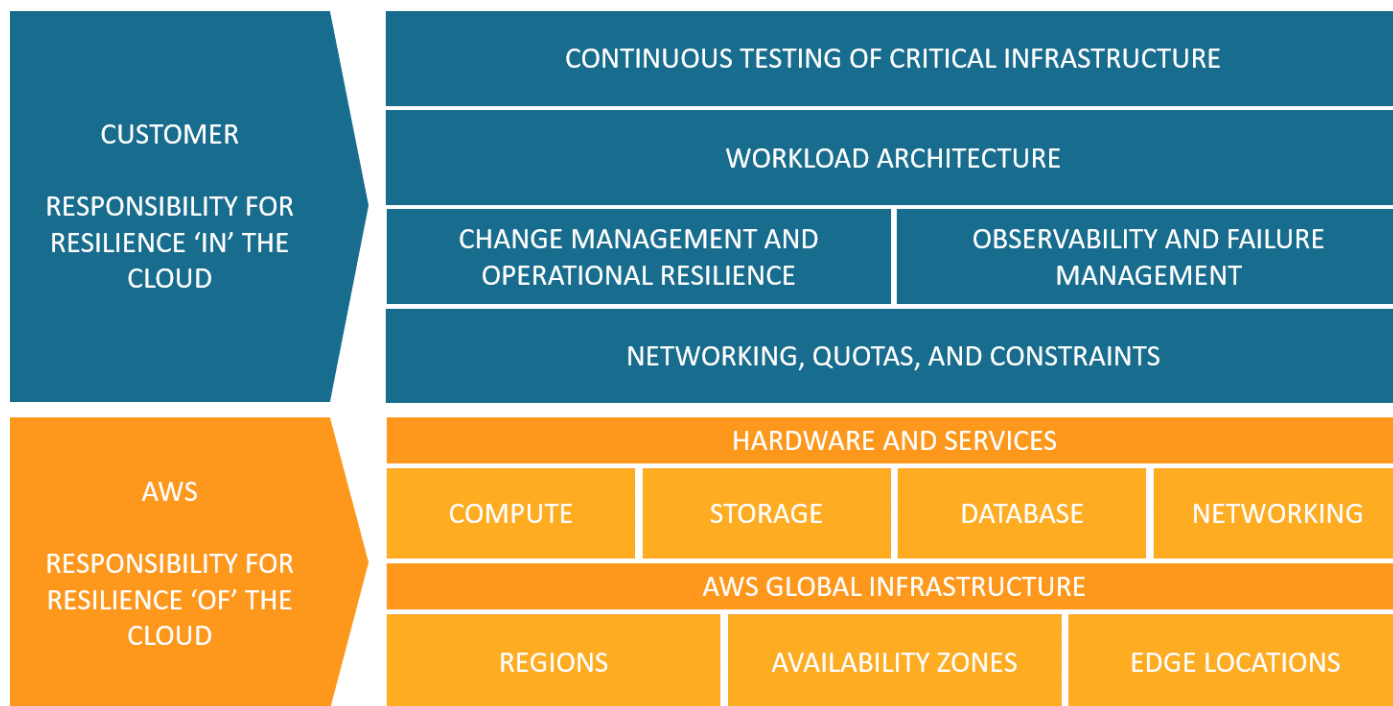 CUSTOMER
RESPONSIBILITY FOR
RESILIENCE ‘IN’ THE
CLOUD
CONTINUOUS TESTING OF CRITICAL INFRASTRUCTURE
WORKLOAD ARCHITECTURE
CHANGE MANAGEMENT AND
OPERATIONAL RESILIENCE
OBSERVABILITY AND FAILURE
MANAGEMENT
NETWORKING, QUOTAS, AND CONSTRAINTS
AWS
RESPONSIBILITY FOR
RESILIENCE ‘OF’ THE
CLOUD
HARDWARE AND SERVICES
COMPUTE
STORAGE
DATABASE
NETWORKING
AWS GLOBAL INFRASTRUCTURE
REGIONS
AVAILABILITY ZONES
EDGE LOCATIONS